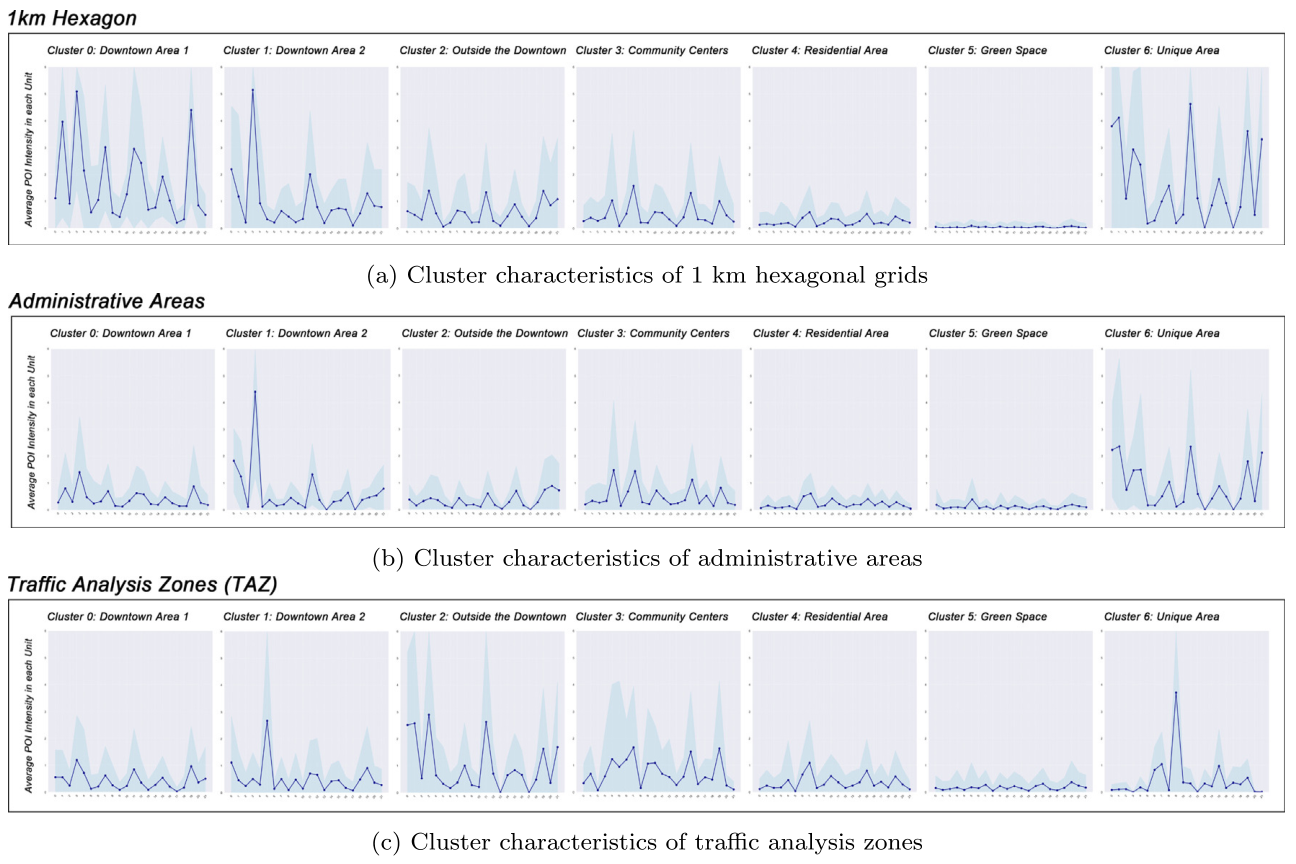 1km Hexagon
Cluster 0: Downtown Area 1
Cluster 1: Downtown Area 2
Cluster 2: Outside the Downtown
Cluster 3: Community Centers
Cluster 4: Residential Area
Cluster 5: Green Space
Cluster 6: Unique Area
Average POI Intensity in each Unit
(a) Cluster characteristics of 1 km hexagonal grids
Administrative Areas
Cluster 0: Downtown Area 1
Cluster 1: Downtown Area 2
Cluster 2: Outside the Downtown
Cluster 3: Community Centers
Cluster 4: Residential Area
Cluster 5: Green Space
Cluster 6: Unique Area
Average POI Intensity in each Unit
(b) Cluster characteristics of administrative areas
Traffic Analysis Zones (TAZ)
Cluster 0: Downtown Area 1
Cluster 1: Downtown Area 2
Cluster 2: Outside the Downtown
Cluster 3: Community Centers
Cluster 4: Residential Area
Cluster 5: Green Space
Cluster 6: Unique Area
Average POI Intensity in each Unit
(c) Cluster characteristics of traffic analysis zones